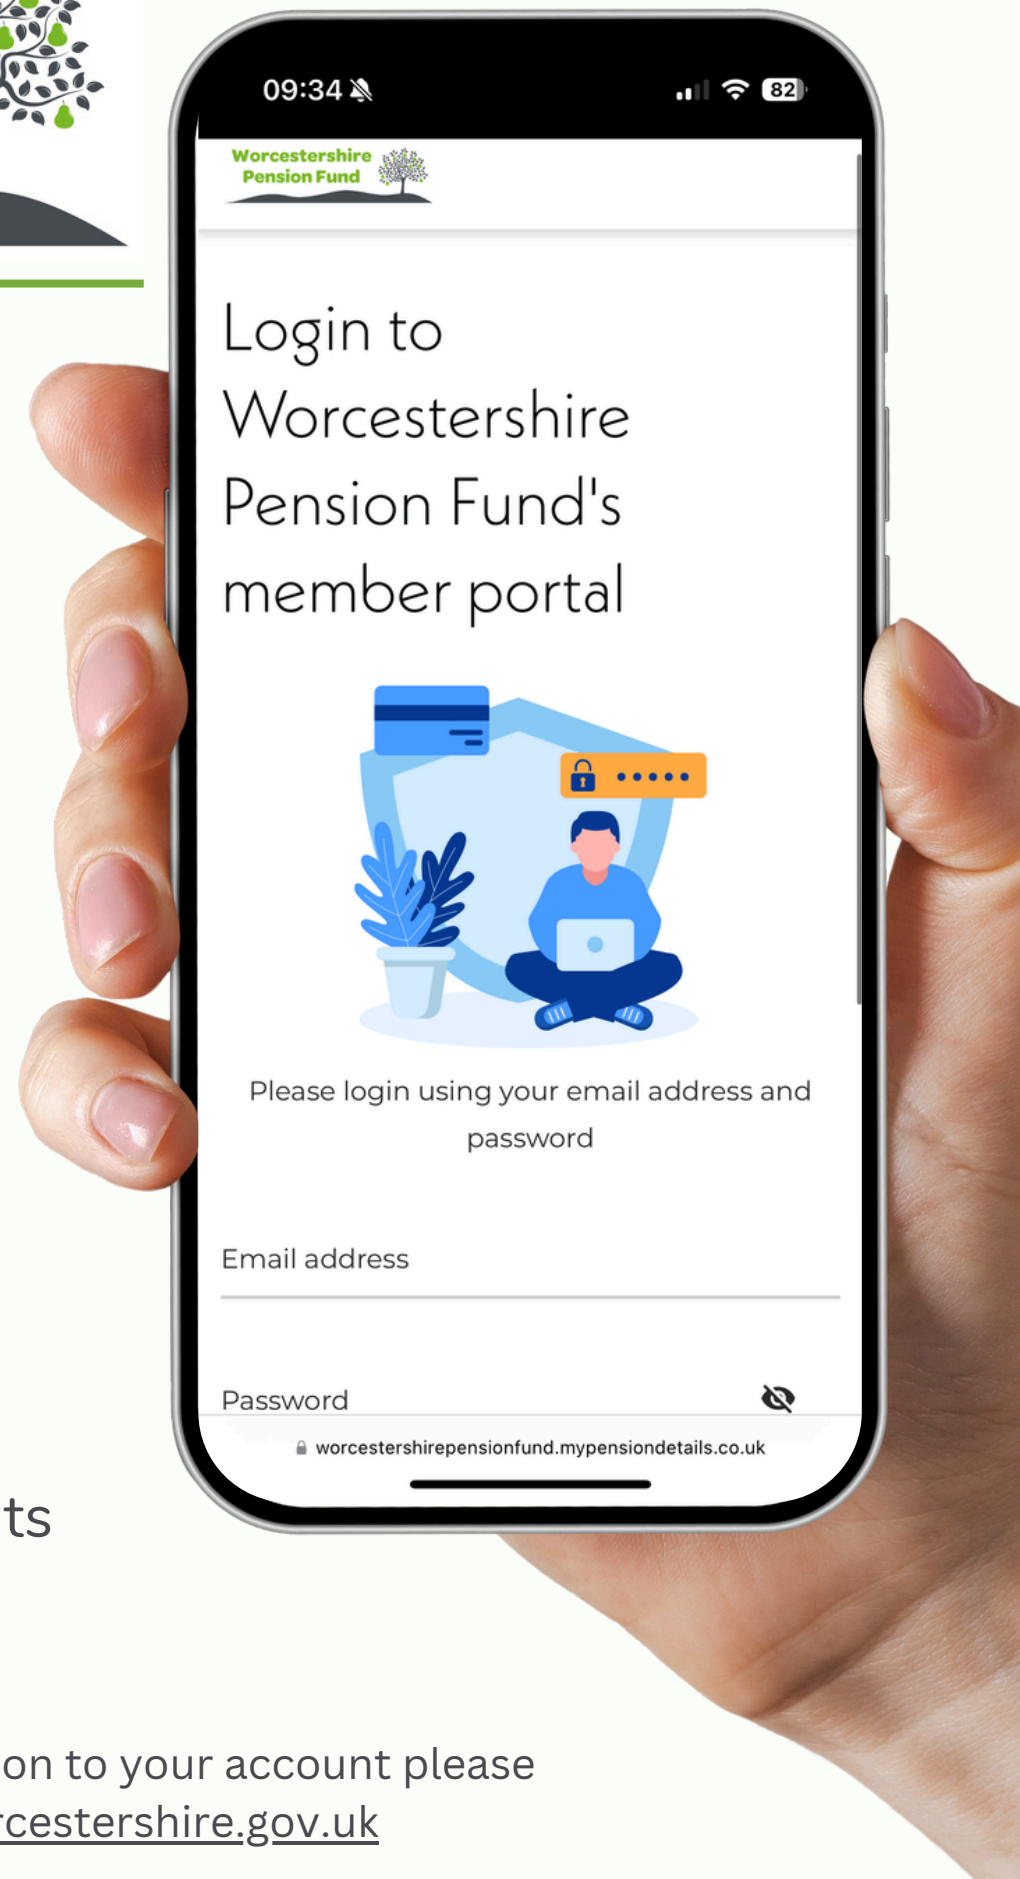 09:34
82
Worcestershire
Pension Fund
Login to
Worcestershire
Pension Fund's
member portal
Please login using your email address and
password
Email address
Password
worcestershirepensionfund.mypensiondetails.co.uk
ts
on to your account please
rcestershire.gov.uk